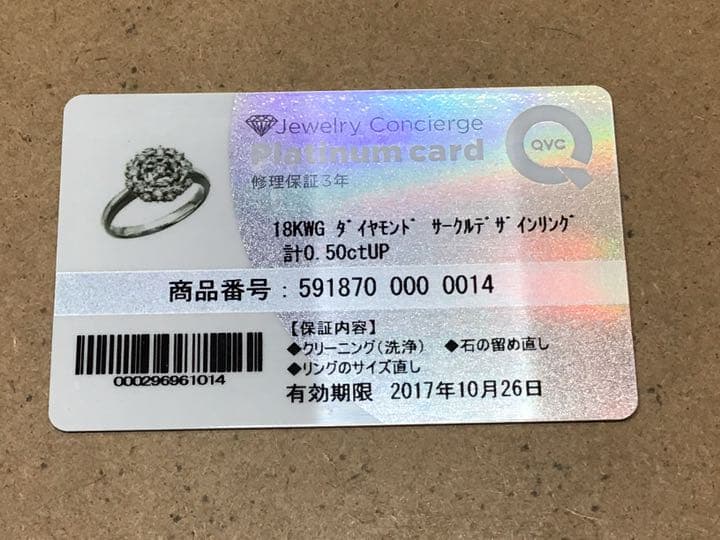 Jewelry Concierge
Platinum card
QVC
修理保証3年
18KWG ﾀﾞｲﾔﾓﾝﾄﾞ ｻｰｸﾙﾃﾞｻﾞｲﾝﾘﾝｸﾞ
計0.50ctUP
商品番号：591870 000 0014
【保証内容】
◆クリーニング(洗浄) ◆石の留め直し
◆リングのサイズ直し
000296961014
有効期限 2017年10月26日